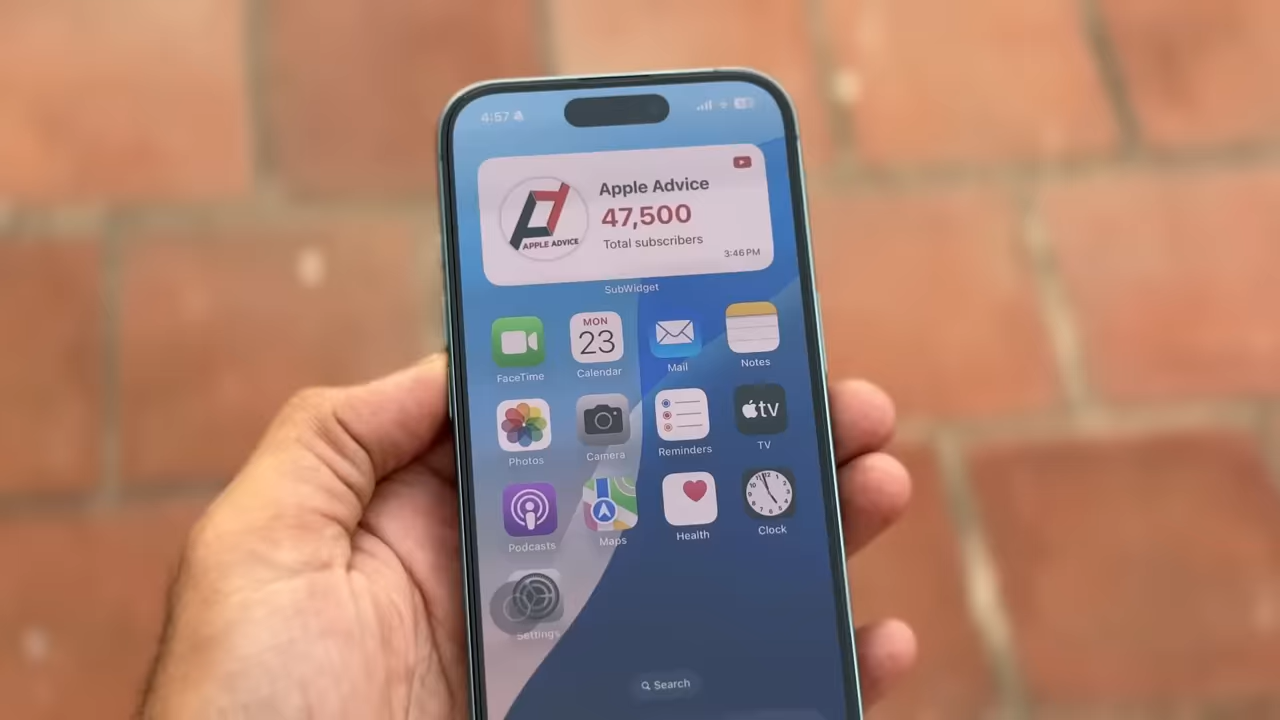 4:57
Apple Advice
47,500
Total subscribers
APPLE ADVICE
3:46 PM
SubWidget
MON
23
FaceTime
Calendar
Mail
Notes
tv
Photos
Camera
Reminders
TV
Podcasts
Maps
Health
Clock
Settings
Search